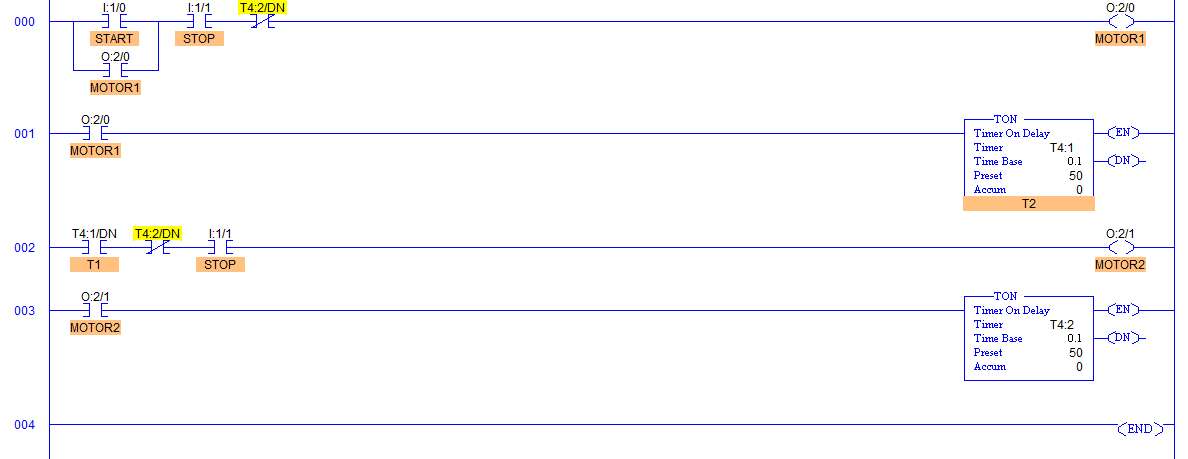 I:1/0 I:1/1 T4:2/DN O:2/0
000
START STOP MOTOR1
O:2/0
MOTOR1
O:2/0 TON
001 Timer On Delay EN
MOTOR1 Timer T4:1
Time Base 0.1 DN
Preset 50
Accum 0
T2
T4:1/DN T4:2/DN I:1/1 O:2/1
002
T1 STOP MOTOR2
O:2/1 TON
003 Timer On Delay EN
MOTOR2 Timer T4:2
Time Base 0.1 DN
Preset 50
Accum 0
004 END